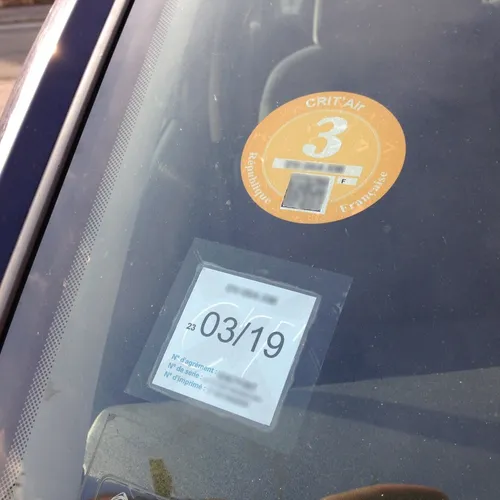 CRIT'Air
3
F
République Française
23 03/19
N° d'agrément :
N° de série :
N° d'imprimé :